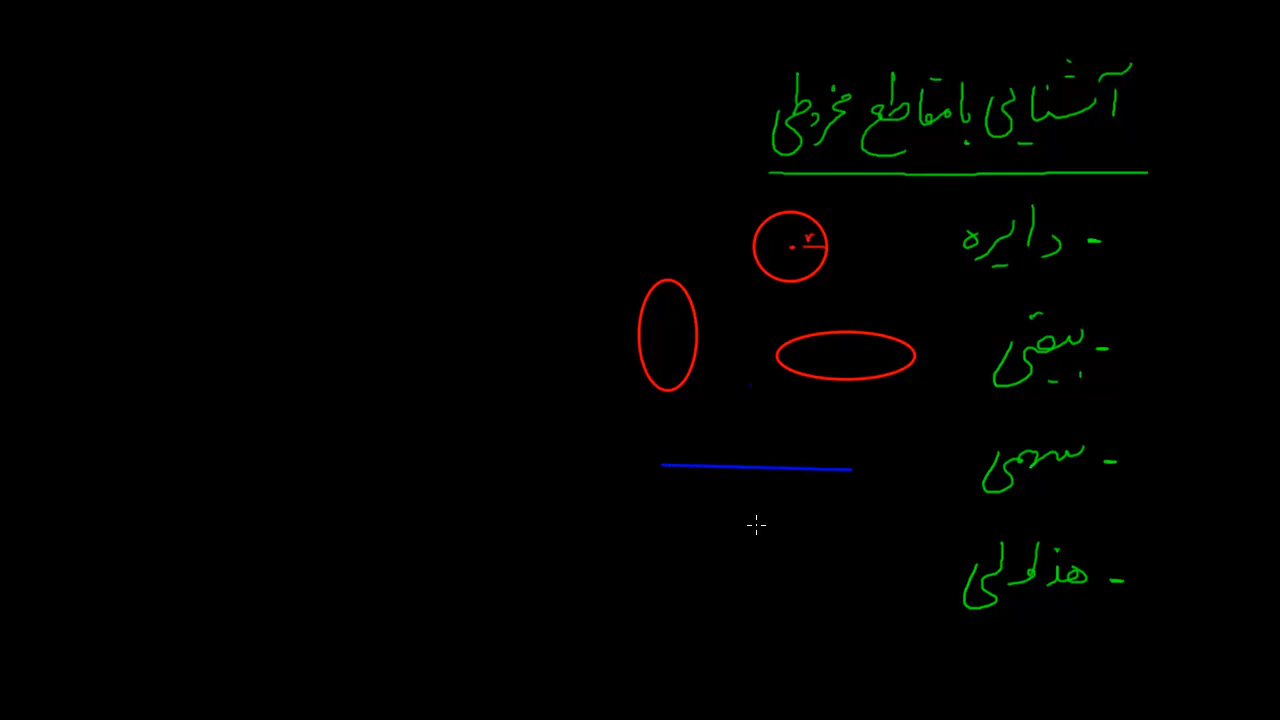 آشنایی با مقاطع مخروطی
- دایره
r
- بیضی
- سهمی
- هذلولی